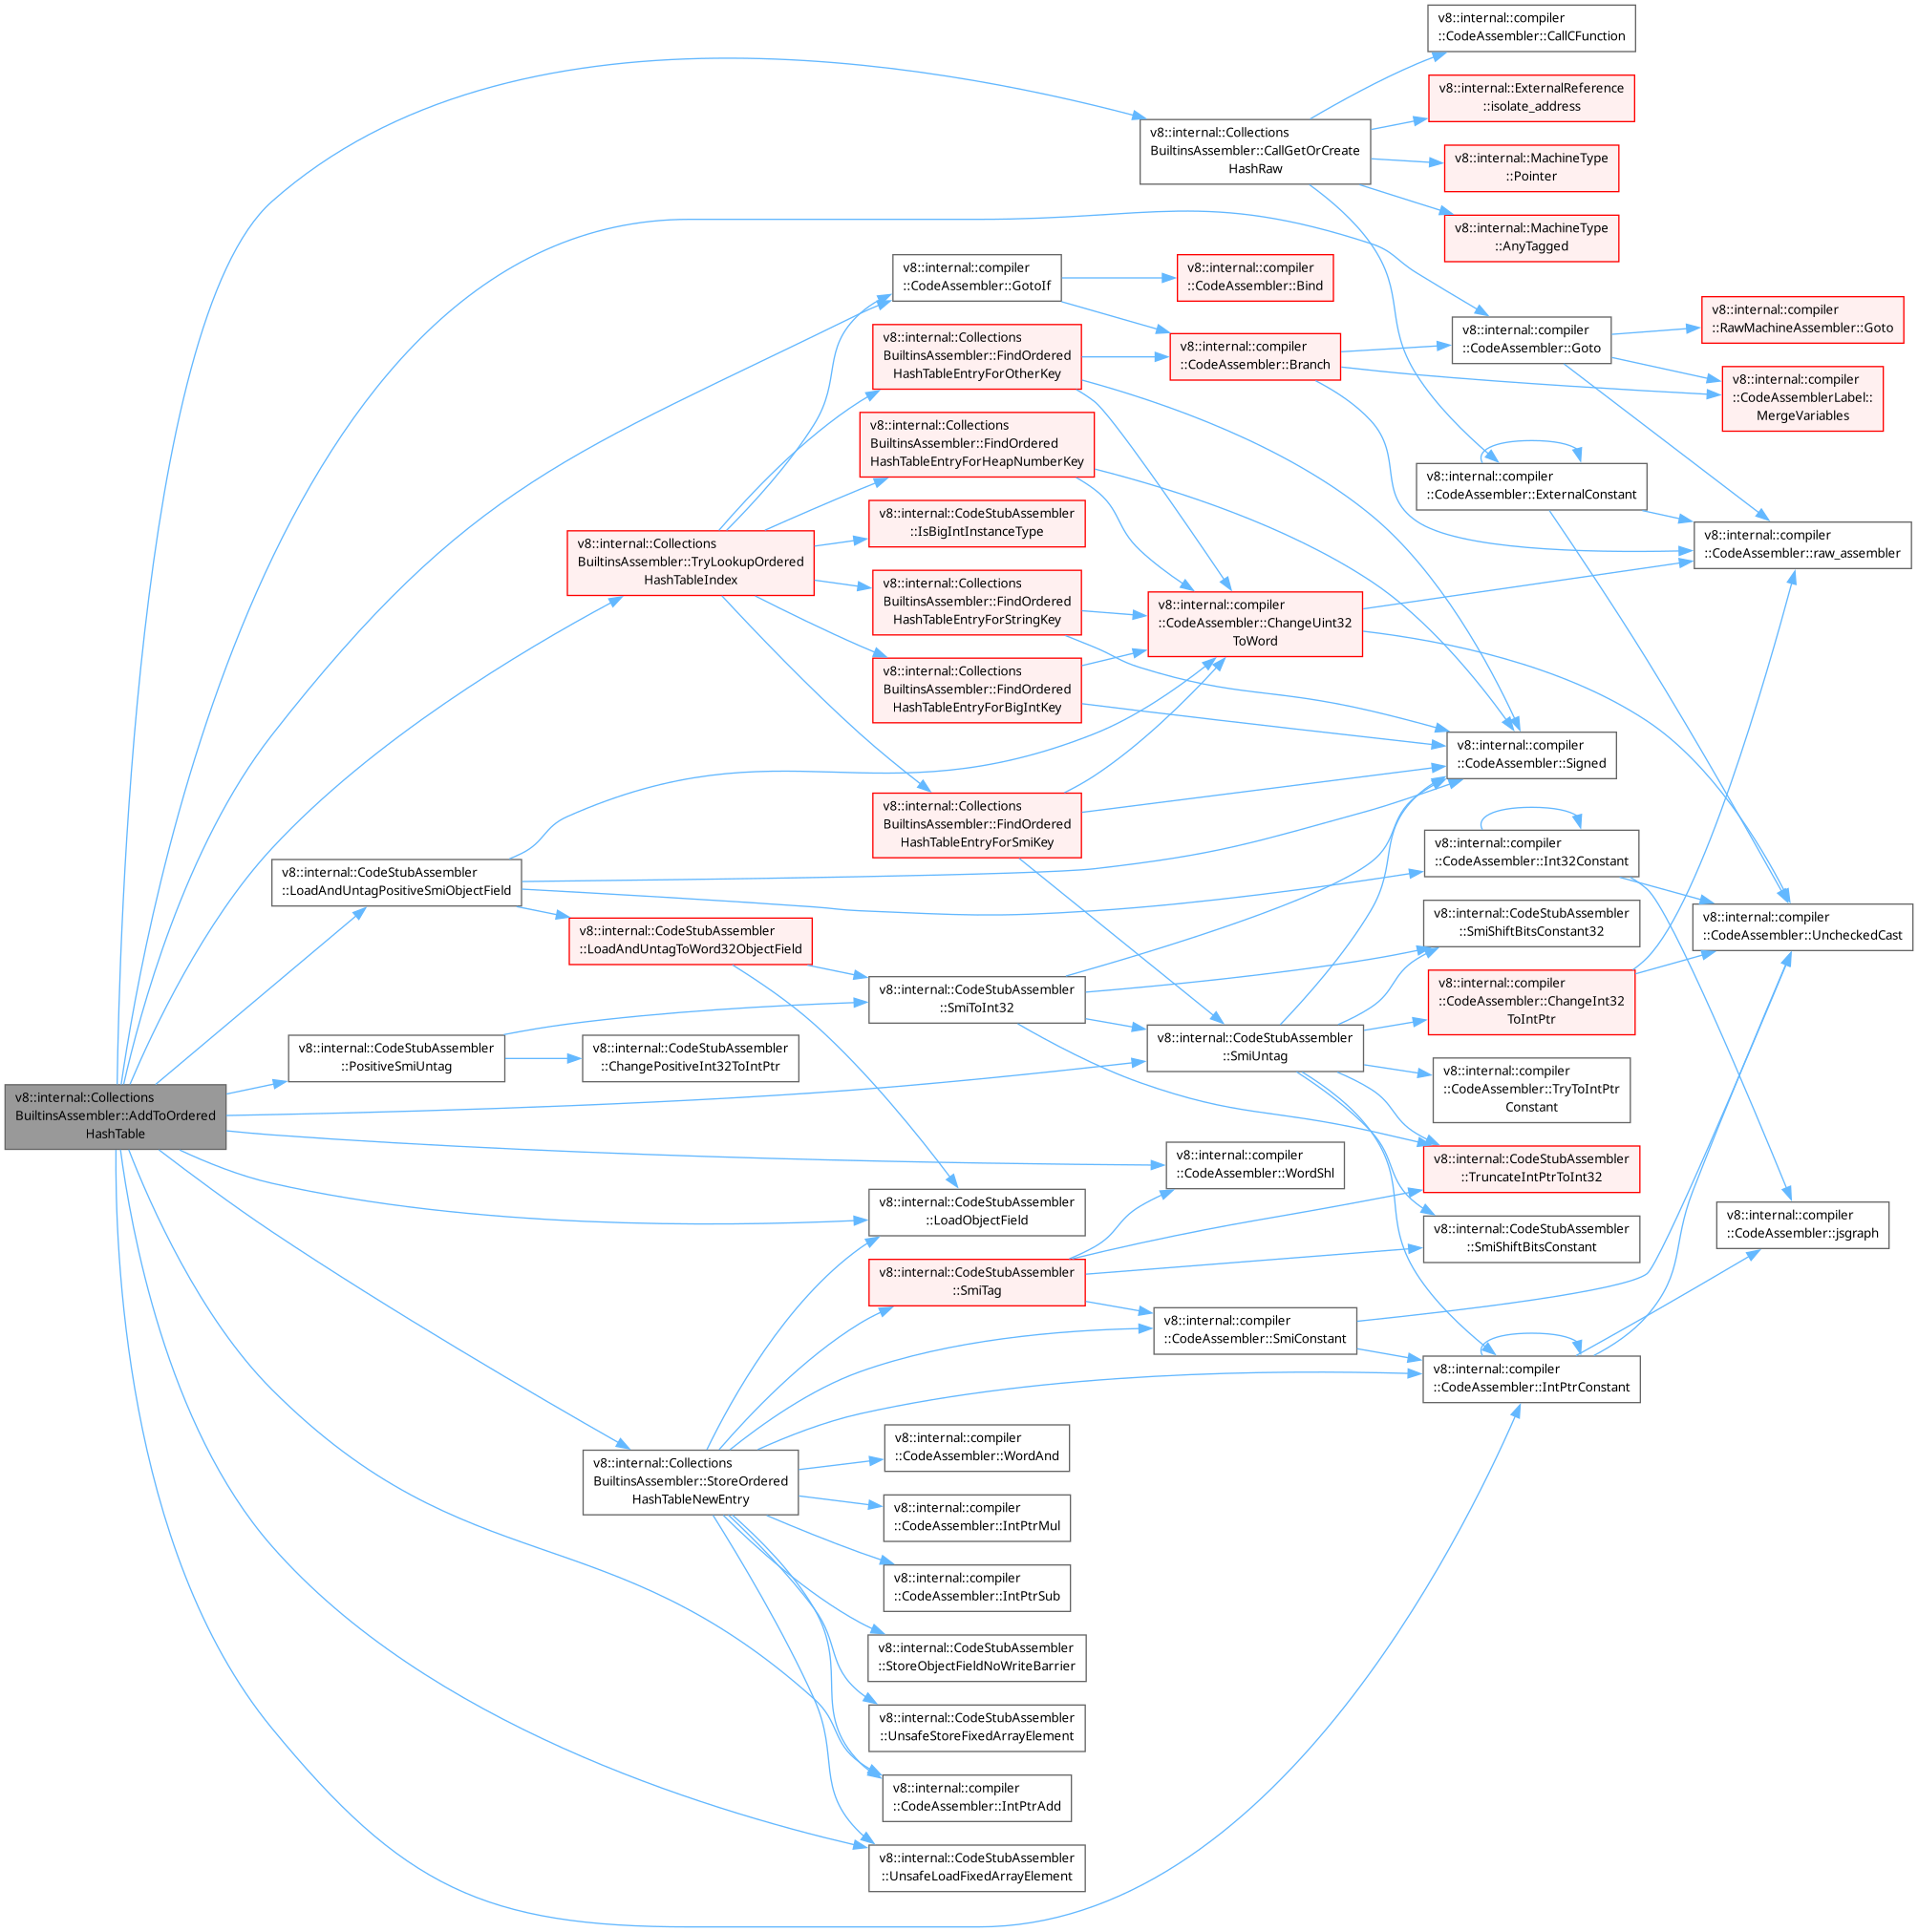 v8::internal::compiler
::CodeAssembler::CallCFunction
v8::internal::ExternalReference
::isolate_address
v8::internal::Collections
BuiltinsAssembler::CallGetOrCreate
HashRaw
v8::internal::MachineType
::Pointer
v8::internal::MachineType
::AnyTagged
v8::internal::compiler
::CodeAssembler::GotoIf
v8::internal::compiler
::CodeAssembler::Bind
v8::internal::compiler
::RawMachineAssembler::Goto
v8::internal::compiler
::CodeAssembler::Goto
v8::internal::Collections
BuiltinsAssembler::FindOrdered
HashTableEntryForOtherKey
v8::internal::compiler
::CodeAssembler::Branch
v8::internal::compiler
::CodeAssemblerLabel::
MergeVariables
v8::internal::Collections
BuiltinsAssembler::FindOrdered
HashTableEntryForHeapNumberKey
v8::internal::compiler
::CodeAssembler::ExternalConstant
v8::internal::CodeStubAssembler
::IsBigIntInstanceType
v8::internal::compiler
::CodeAssembler::raw_assembler
v8::internal::Collections
BuiltinsAssembler::TryLookupOrdered
HashTableIndex
v8::internal::Collections
BuiltinsAssembler::FindOrdered
HashTableEntryForStringKey
v8::internal::compiler
::CodeAssembler::ChangeUint32
ToWord
v8::internal::Collections
BuiltinsAssembler::FindOrdered
HashTableEntryForBigIntKey
v8::internal::compiler
::CodeAssembler::Signed
v8::internal::Collections
BuiltinsAssembler::FindOrdered
HashTableEntryForSmiKey
v8::internal::compiler
::CodeAssembler::Int32Constant
v8::internal::CodeStubAssembler
::LoadAndUntagPositiveSmiObjectField
v8::internal::CodeStubAssembler
::SmiShiftBitsConstant32
v8::internal::compiler
::CodeAssembler::UncheckedCast
v8::internal::CodeStubAssembler
::LoadAndUntagToWord32ObjectField
v8::internal::CodeStubAssembler
::SmiToInt32
v8::internal::compiler
::CodeAssembler::ChangeInt32
ToIntPtr
v8::internal::CodeStubAssembler
::PositiveSmiUntag
v8::internal::CodeStubAssembler
::ChangePositiveInt32ToIntPtr
v8::internal::CodeStubAssembler
::SmiUntag
v8::internal::compiler
::CodeAssembler::TryToIntPtr
Constant
v8::internal::Collections
BuiltinsAssembler::AddToOrdered
HashTable
v8::internal::compiler
::CodeAssembler::WordShl
v8::internal::CodeStubAssembler
::TruncateIntPtrToInt32
v8::internal::CodeStubAssembler
::LoadObjectField
v8::internal::CodeStubAssembler
::SmiShiftBitsConstant
v8::internal::compiler
::CodeAssembler::jsgraph
v8::internal::CodeStubAssembler
::SmiTag
v8::internal::compiler
::CodeAssembler::SmiConstant
v8::internal::compiler
::CodeAssembler::IntPtrConstant
v8::internal::Collections
BuiltinsAssembler::StoreOrdered
HashTableNewEntry
v8::internal::compiler
::CodeAssembler::WordAnd
v8::internal::compiler
::CodeAssembler::IntPtrMul
v8::internal::compiler
::CodeAssembler::IntPtrSub
v8::internal::CodeStubAssembler
::StoreObjectFieldNoWriteBarrier
v8::internal::CodeStubAssembler
::UnsafeStoreFixedArrayElement
v8::internal::compiler
::CodeAssembler::IntPtrAdd
v8::internal::CodeStubAssembler
::UnsafeLoadFixedArrayElement